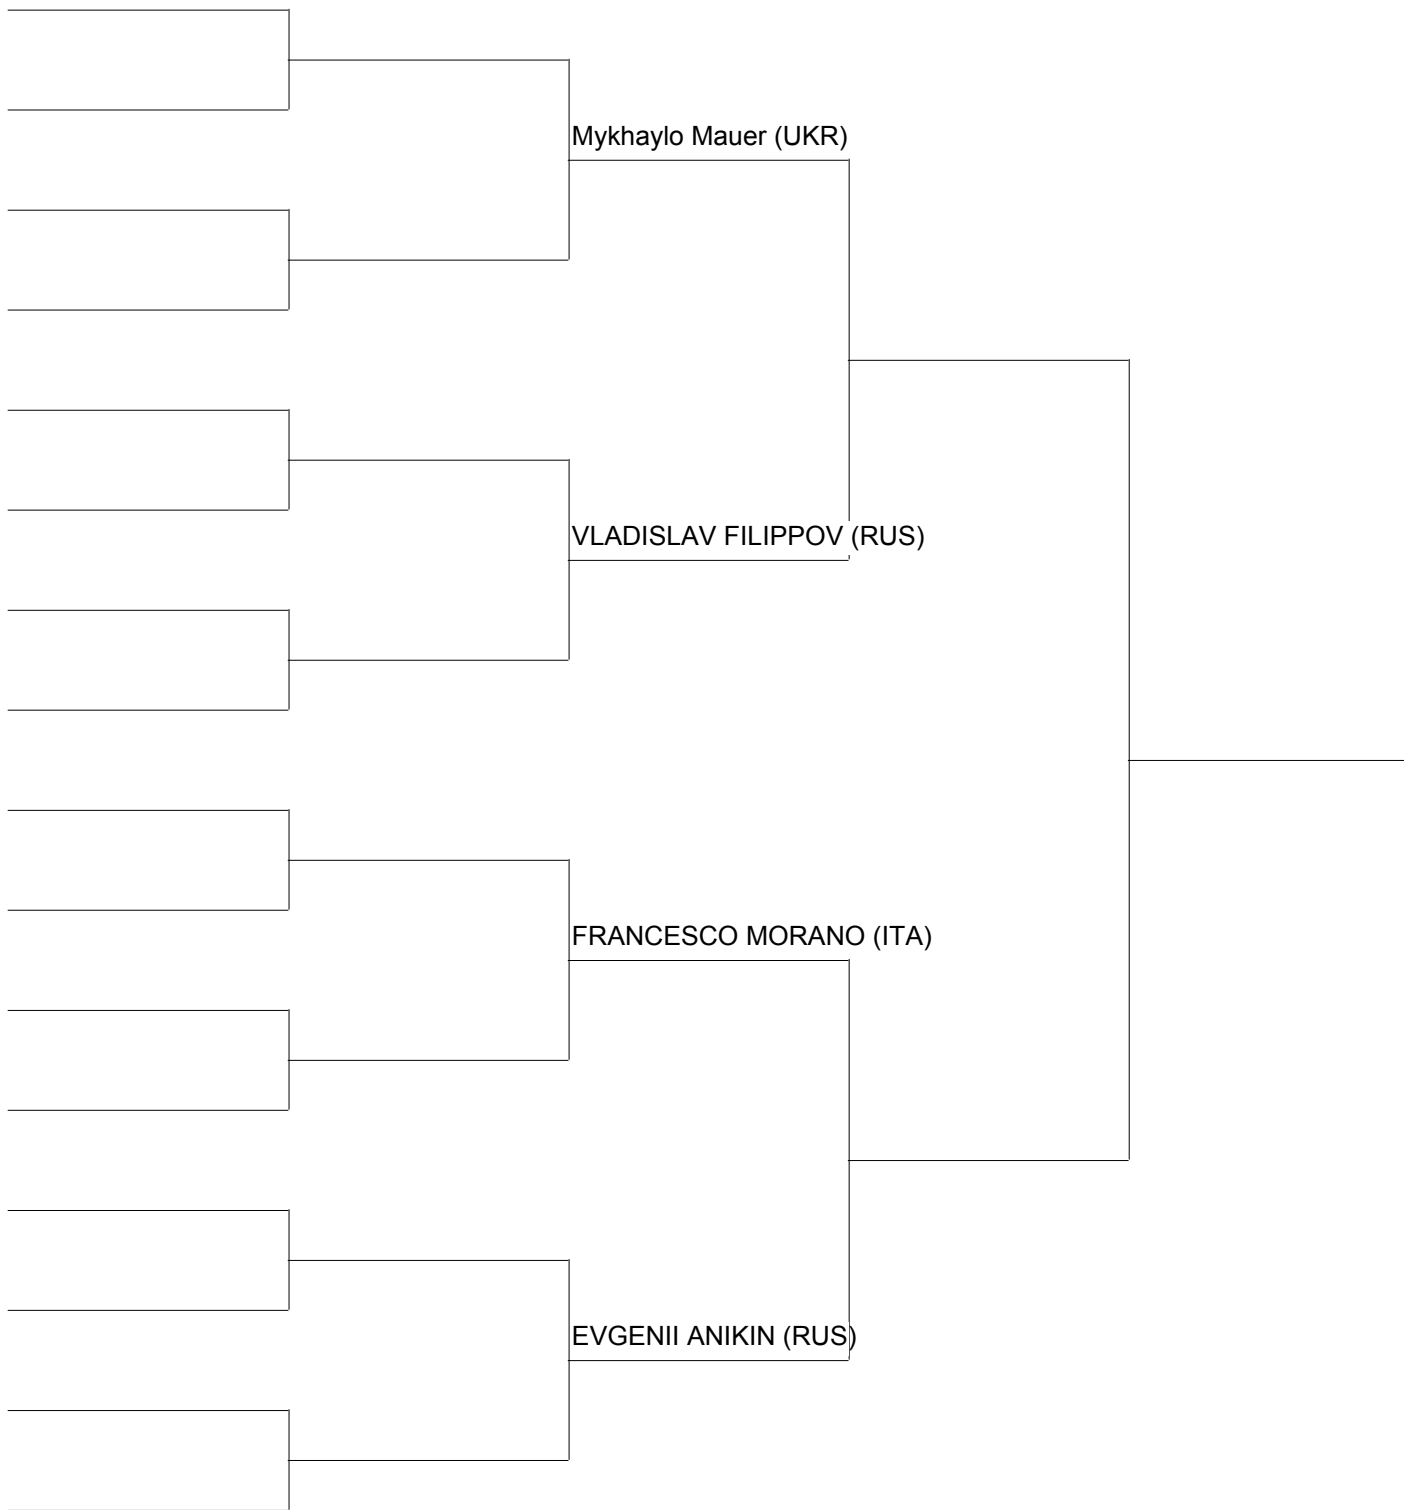 Mykhaylo Mauer (UKR)
VLADISLAV FILIPPOV (RUS)
FRANCESCO MORANO (ITA)
EVGENII ANIKIN (RUS)